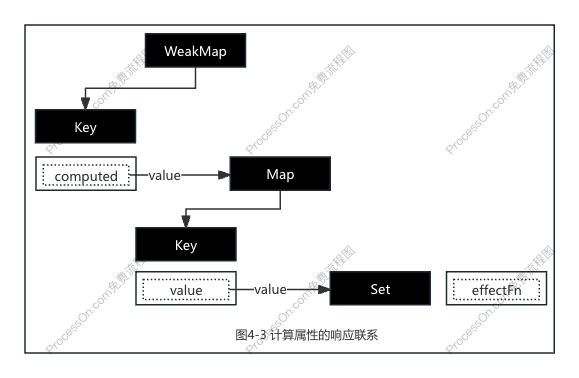 WeakMap
Key
computed
value
Map
Key
value
value
Set
effectFn
图4-3 计算属性的响应联系
ProcessOn.com免费流程图
ProcessOn.com免费流程图
ProcessOn.com免费流程图
ProcessOn.com免费流程图
ProcessOn.com免费流程图
ProcessOn.com免费流程图